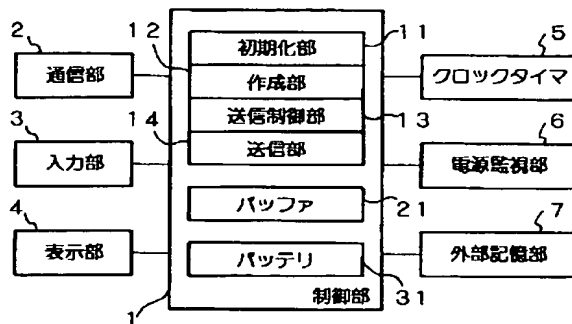 2
通信部
3
入力部
4
表示部
12
初期化部
11
作成部
送信制御部
13
14
送信部
バッファ
21
バッテリ
31
制御部
1
5
クロックタイマ
6
電源監視部
7
外部記憶部